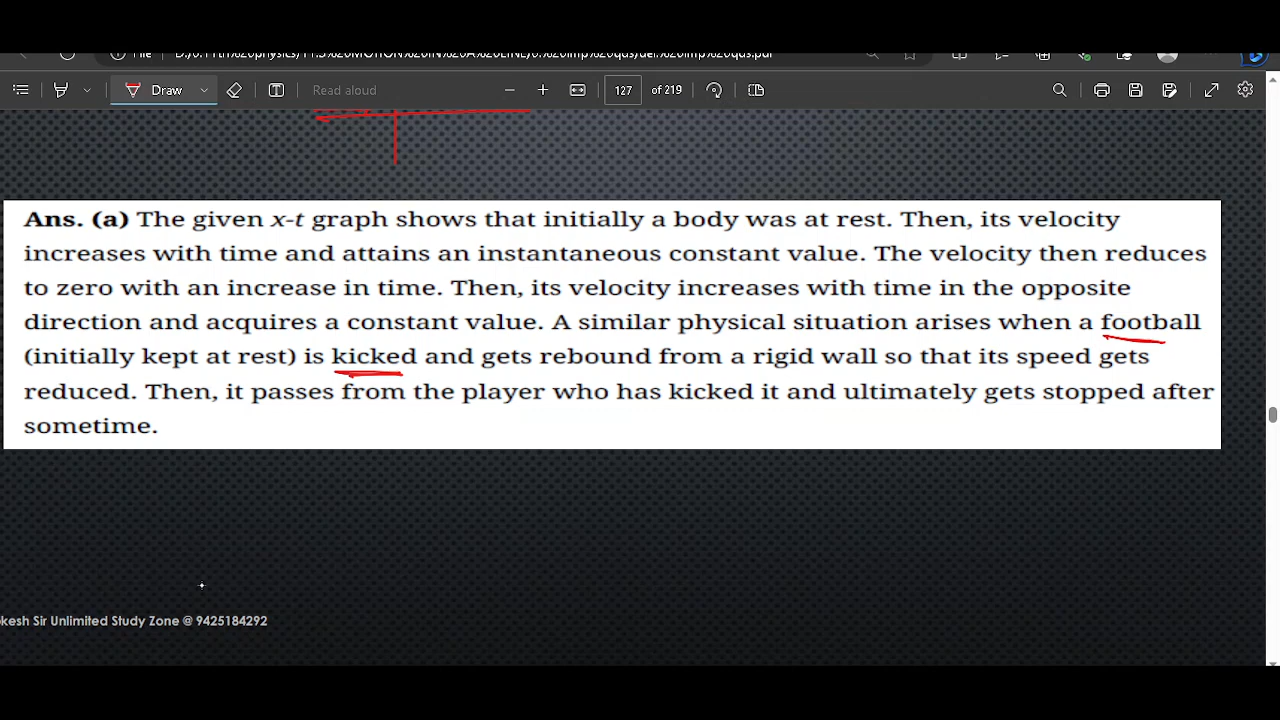 Draw
Read aloud
127 of 219
Ans. (a) The given x-t graph shows that initially a body was at rest. Then, its velocity
increases with time and attains an instantaneous constant value. The velocity then reduces
to zero with an increase in time. Then, its velocity increases with time in the opposite
direction and acquires a constant value. A similar physical situation arises when a football
(initially kept at rest) is kicked and gets rebound from a rigid wall so that its speed gets
reduced. Then, it passes from the player who has kicked it and ultimately gets stopped after
sometime.
kesh Sir Unlimited Study Zone @ 9425184292